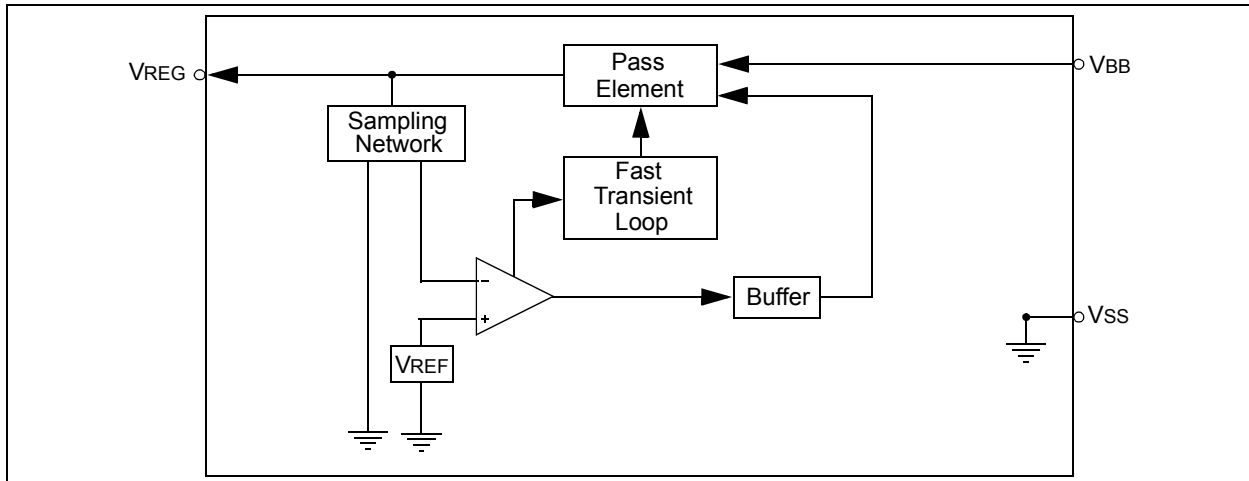 VREG
Pass
Element
VBB
Sampling
Network
Fast
Transient
Loop
-
+
Buffer
VSS
VREF